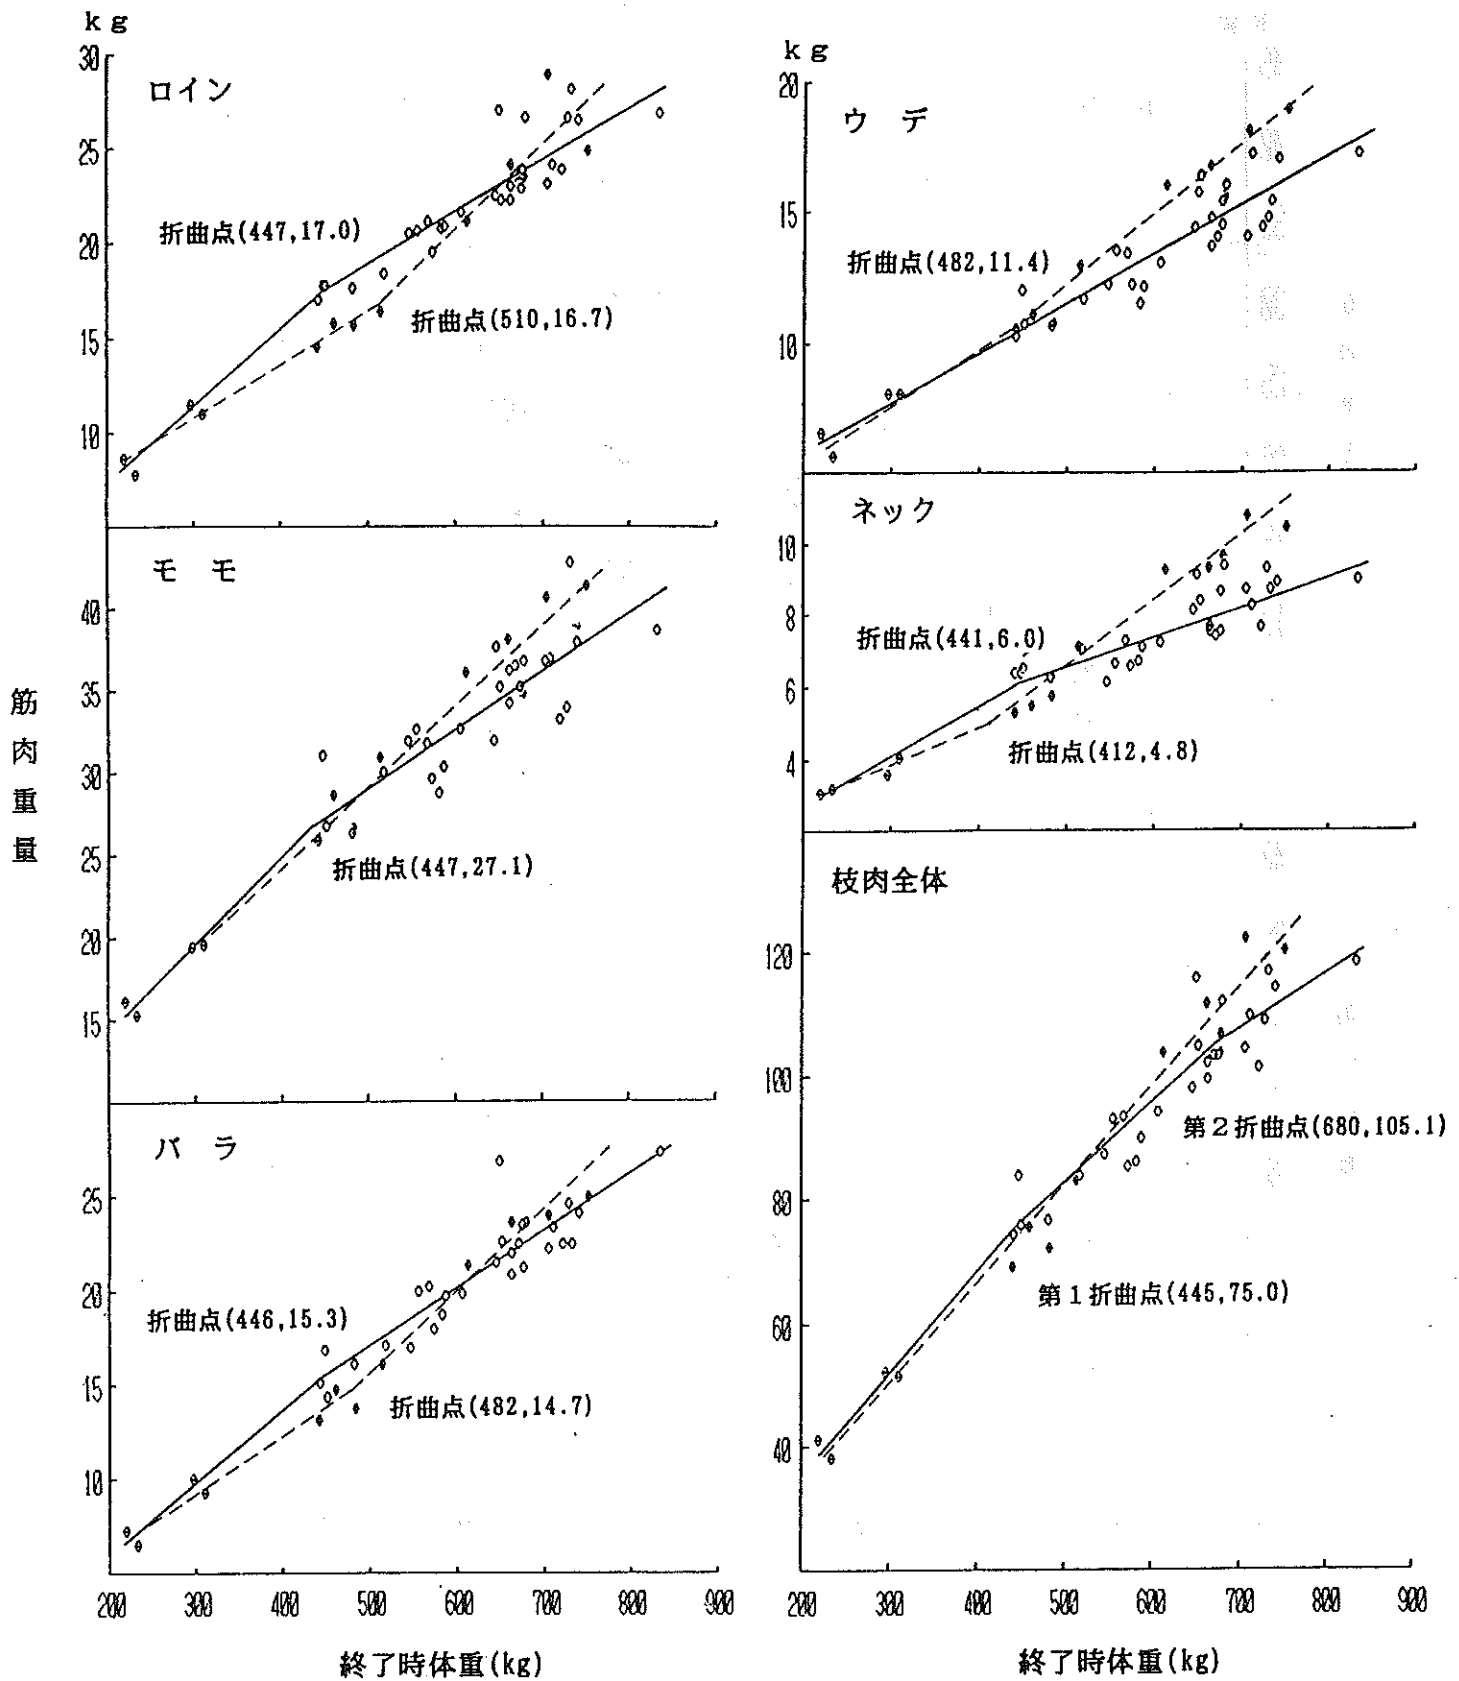 kg
ロイン
30
25
20
15
10
折曲点(447,17.0)
折曲点(510,16.7)
モ モ
40
35
30
25
20
15
折曲点(447,27.1)
バ ラ
25
20
15
10
折曲点(446,15.3)
折曲点(482,14.7)
200 300 400 500 600 700 800 900
終了時体重(kg)
筋肉重量
kg
ウ デ
20
15
10
折曲点(482,11.4)
ネック
10
8
6
4
折曲点(441,6.0)
折曲点(412,4.8)
枝肉全体
120
100
80
60
40
第2折曲点(680,105.1)
第1折曲点(445,75.0)
200 300 400 500 600 700 800 900
終了時体重(kg)